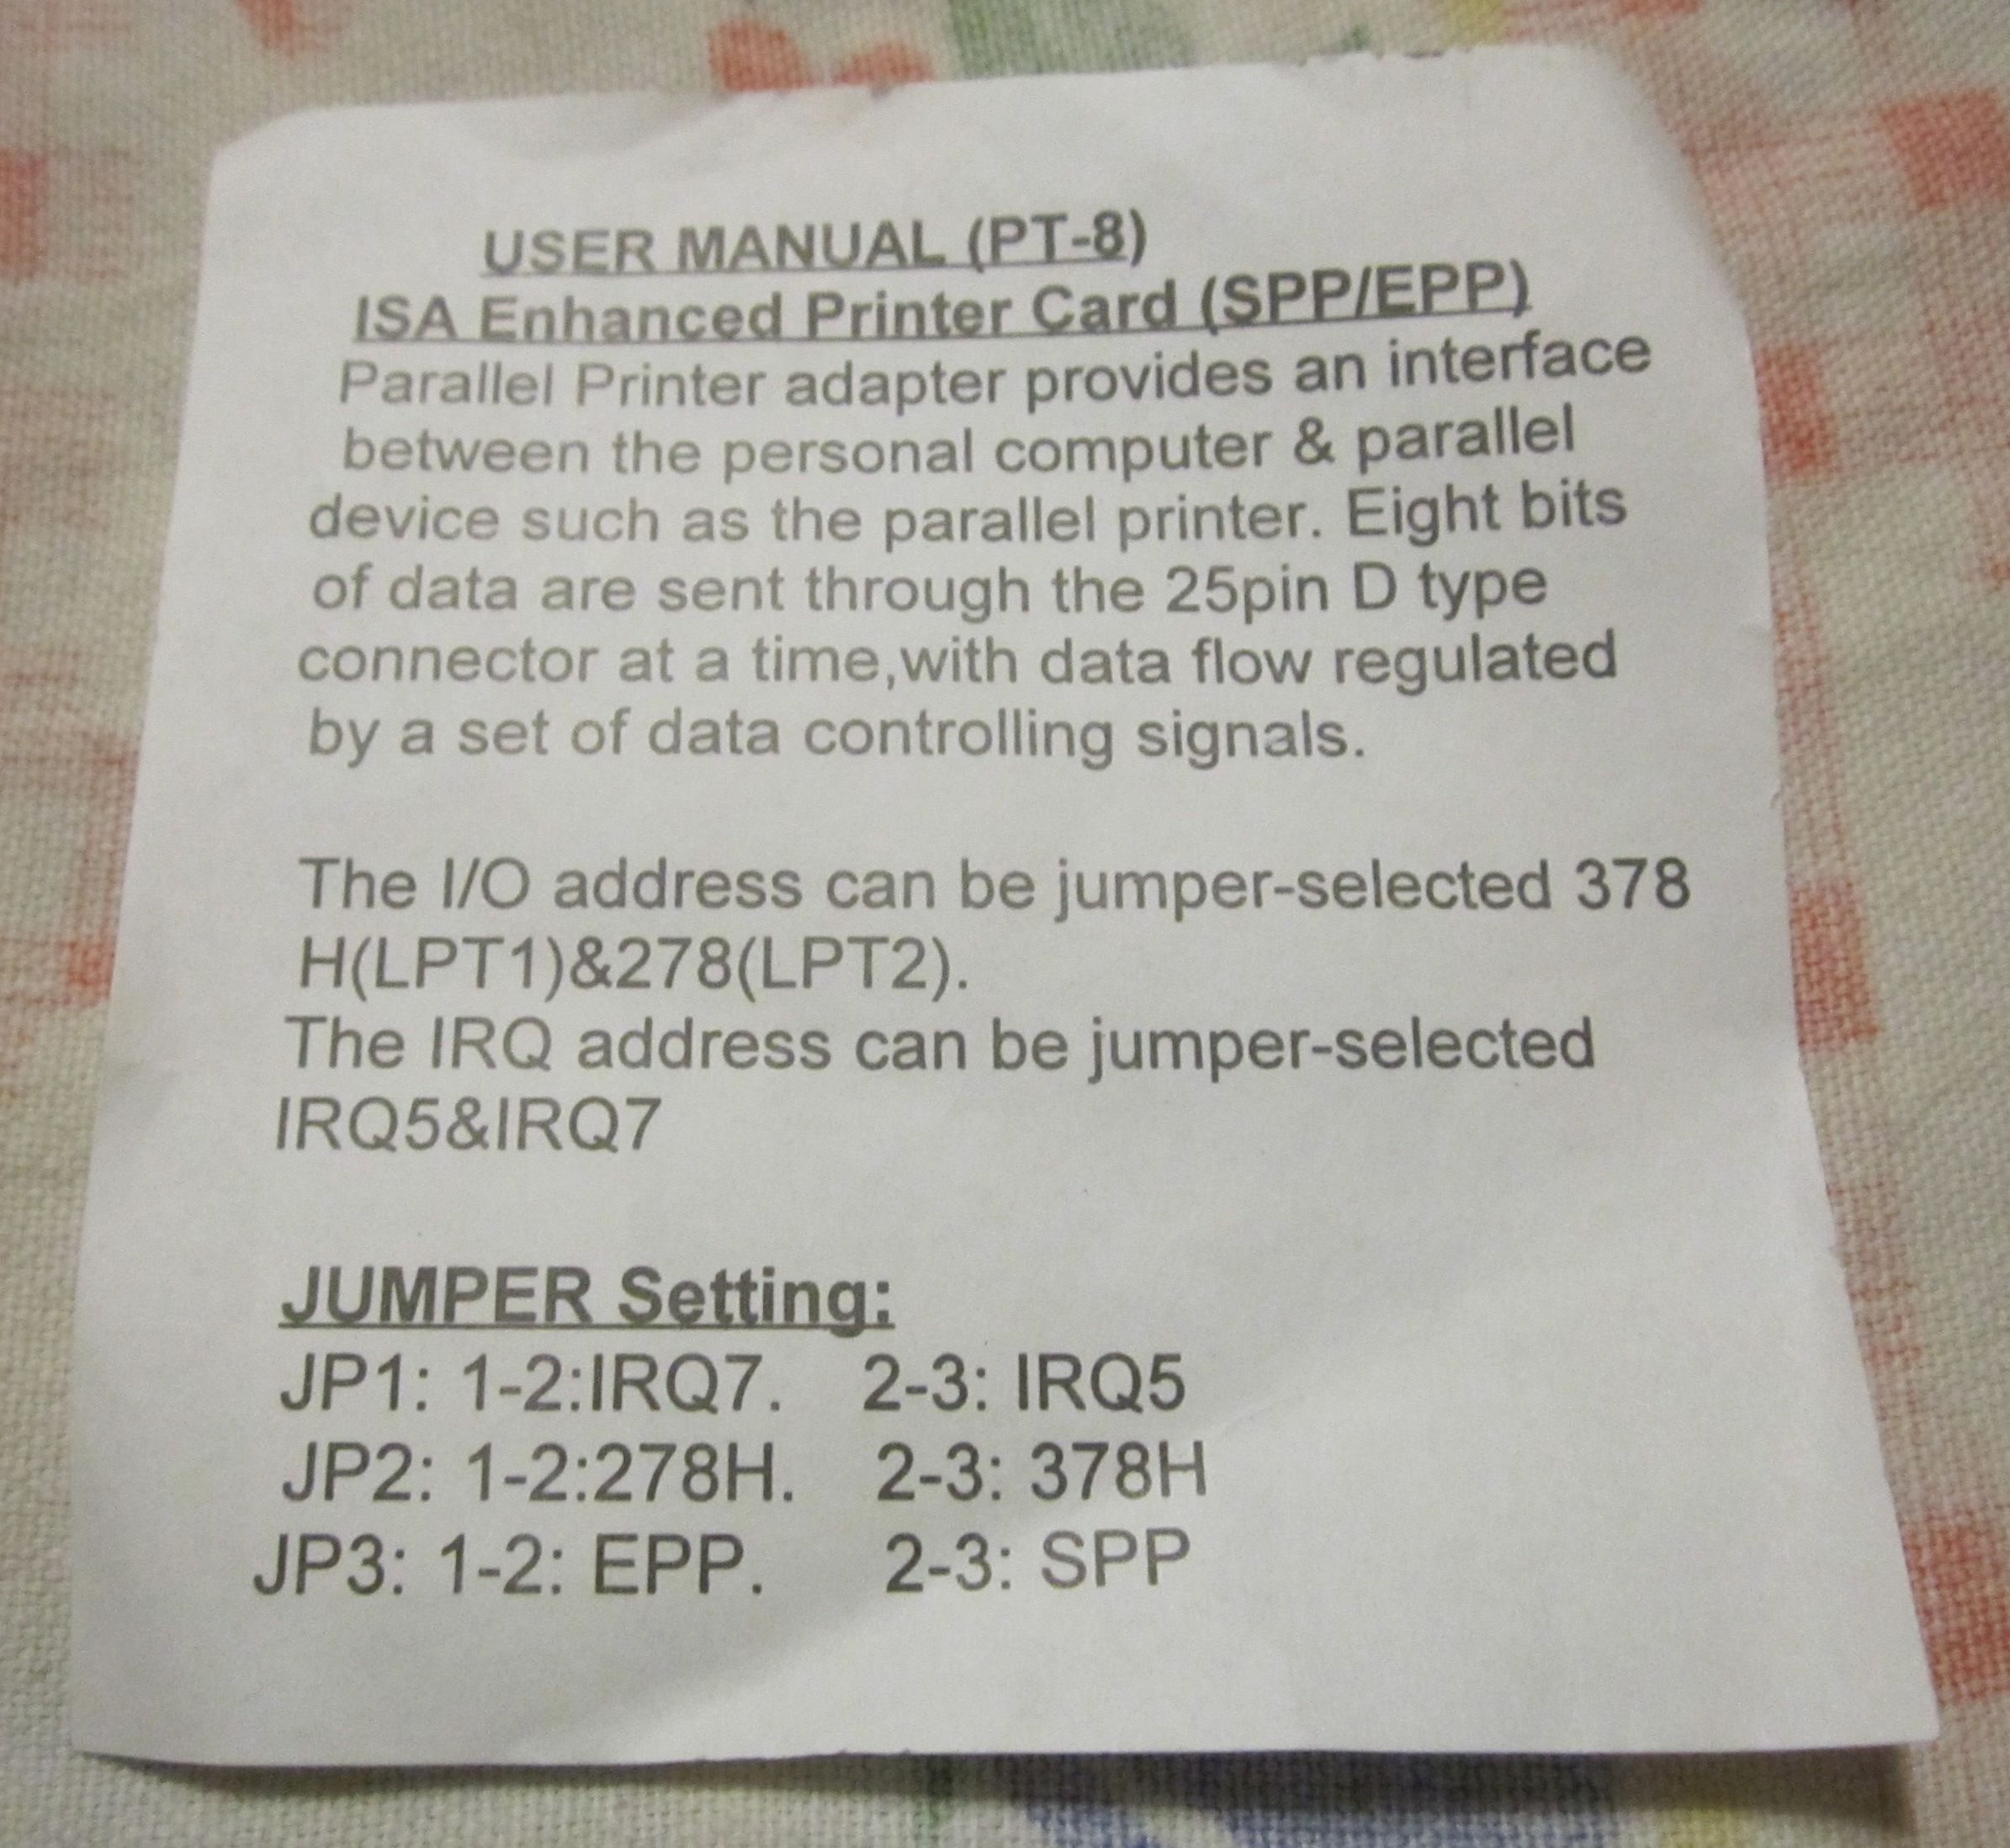 USER MANUAL (PT-8)
ISA Enhanced Printer Card (SPP/EPP)
Parallel Printer adapter provides an interface
between the personal computer & parallel
device such as the parallel printer. Eight bits
of data are sent through the 25pin D type
connector at a time,with data flow regulated
by a set of data controlling signals.
The I/O address can be jumper-selected 378
H(LPT1)&278(LPT2).
The IRQ address can be jumper-selected
IRQ5&IRQ7
JUMPER Setting:
JP1: 1-2:IRQ7. 2-3: IRQ5
JP2: 1-2:278H. 2-3: 378H
JP3: 1-2: EPP. 2-3: SPP